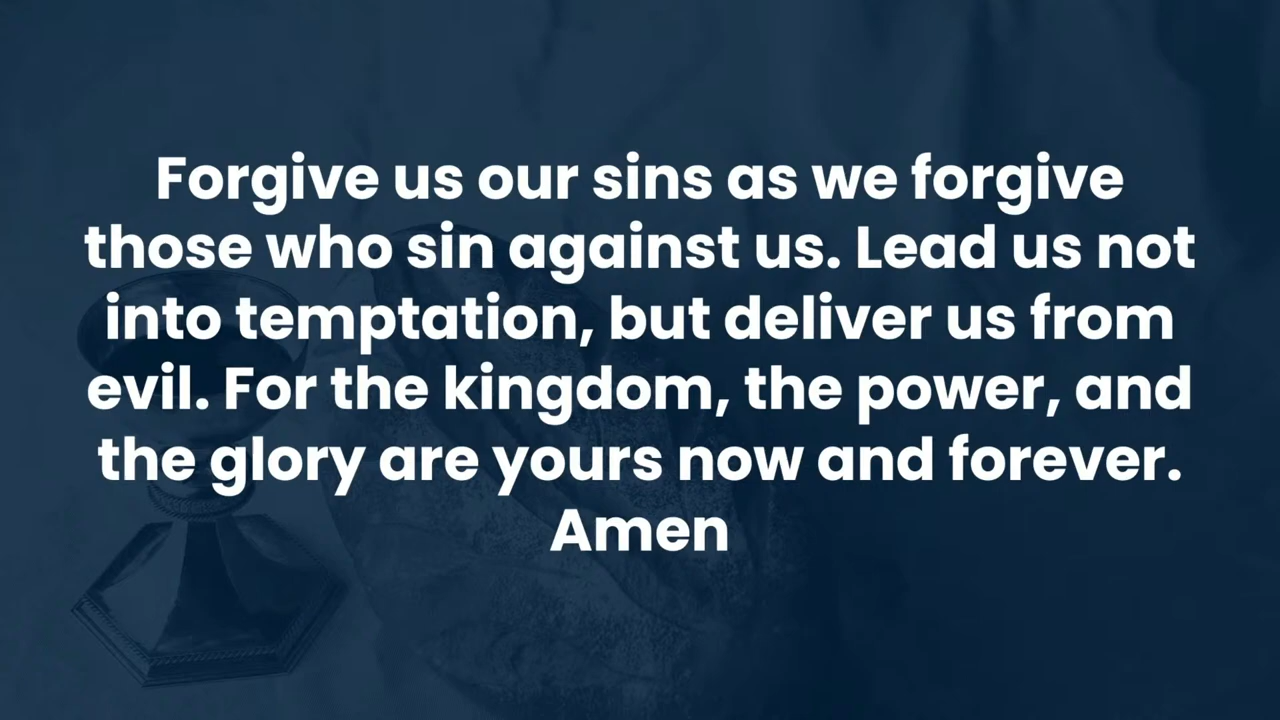 Forgive us our sins as we forgive
those who sin against us. Lead us not
into temptation, but deliver us from
evil. For the kingdom, the power, and
the glory are yours now and forever.
Amen